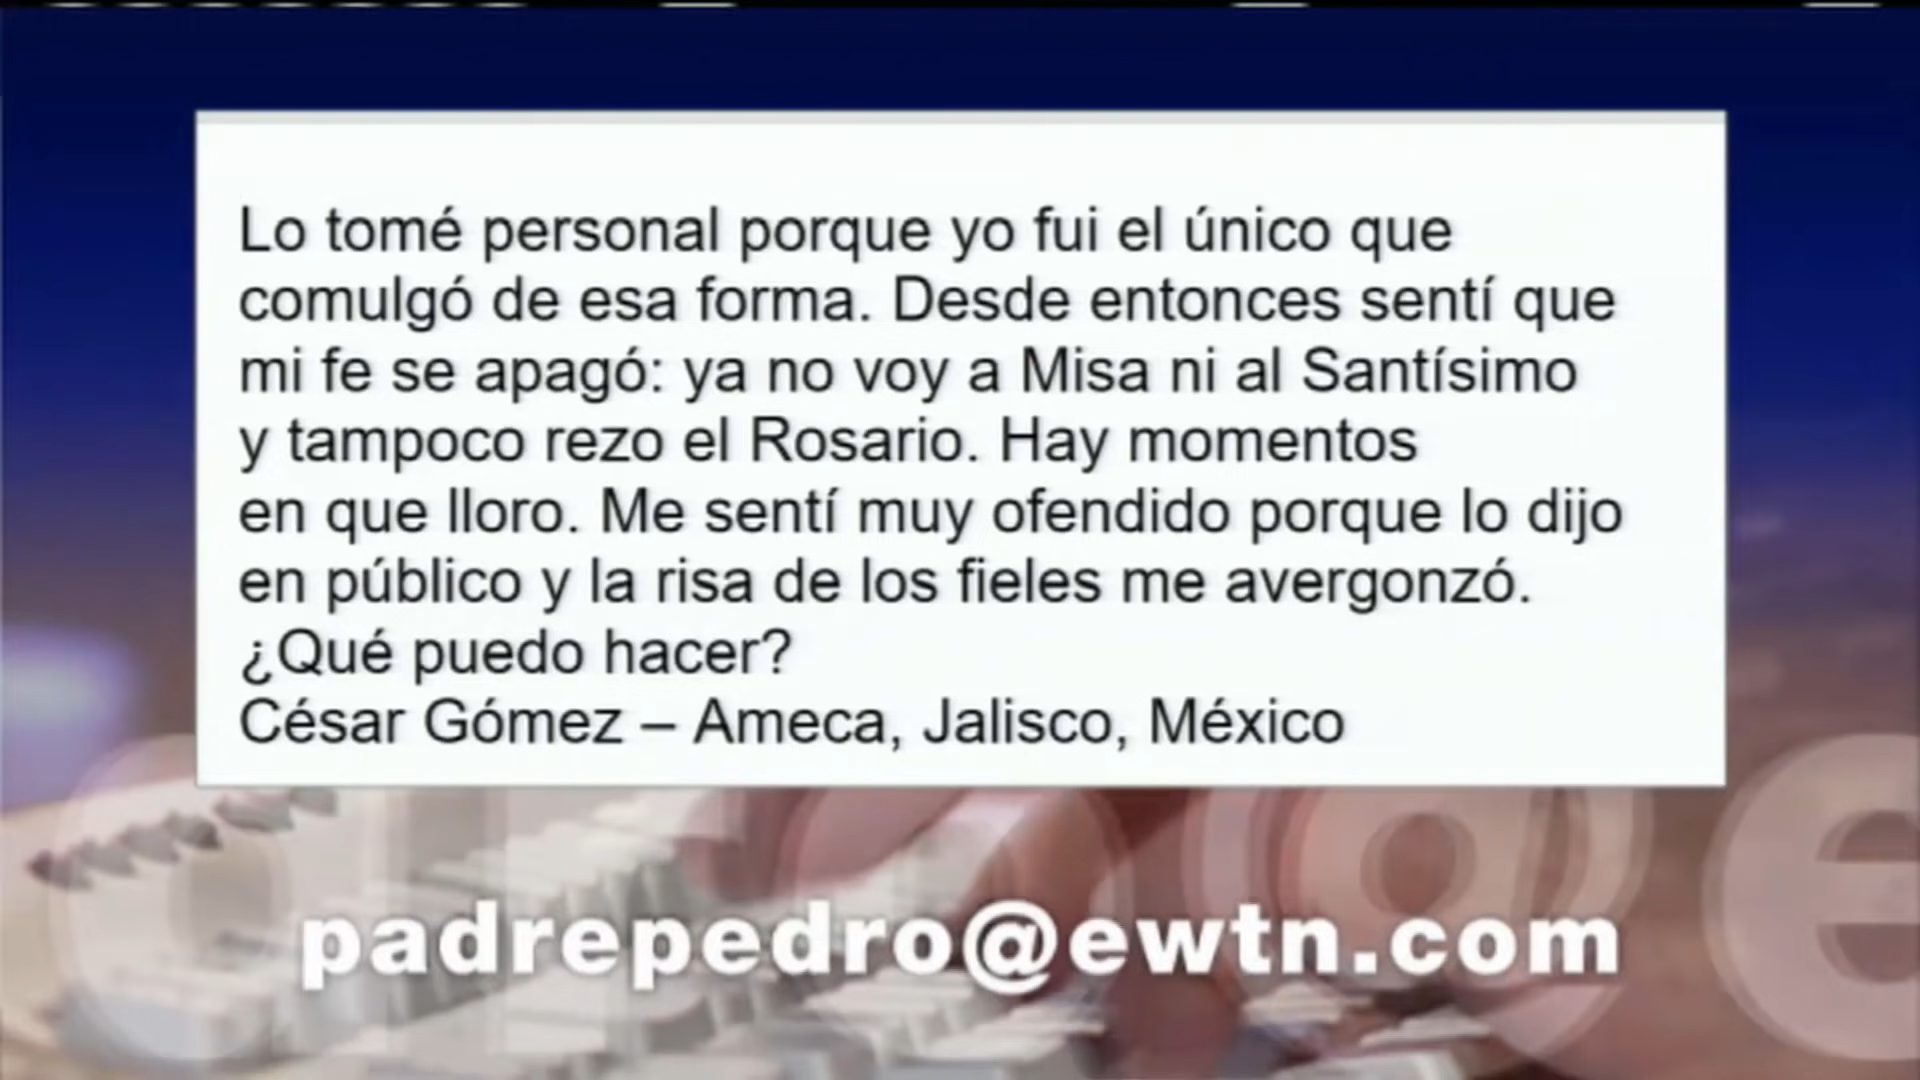 Lo tomé personal porque yo fui el único que
comulgó de esa forma. Desde entonces sentí que
mi fe se apagó: ya no voy a Misa ni al Santísimo
y tampoco rezo el Rosario. Hay momentos
en que lloro. Me sentí muy ofendido porque lo dijo
en público y la risa de los fieles me avergonzó.
¿Qué puedo hacer?
César Gómez – Ameca, Jalisco, México
padrepedro@ewtn.com